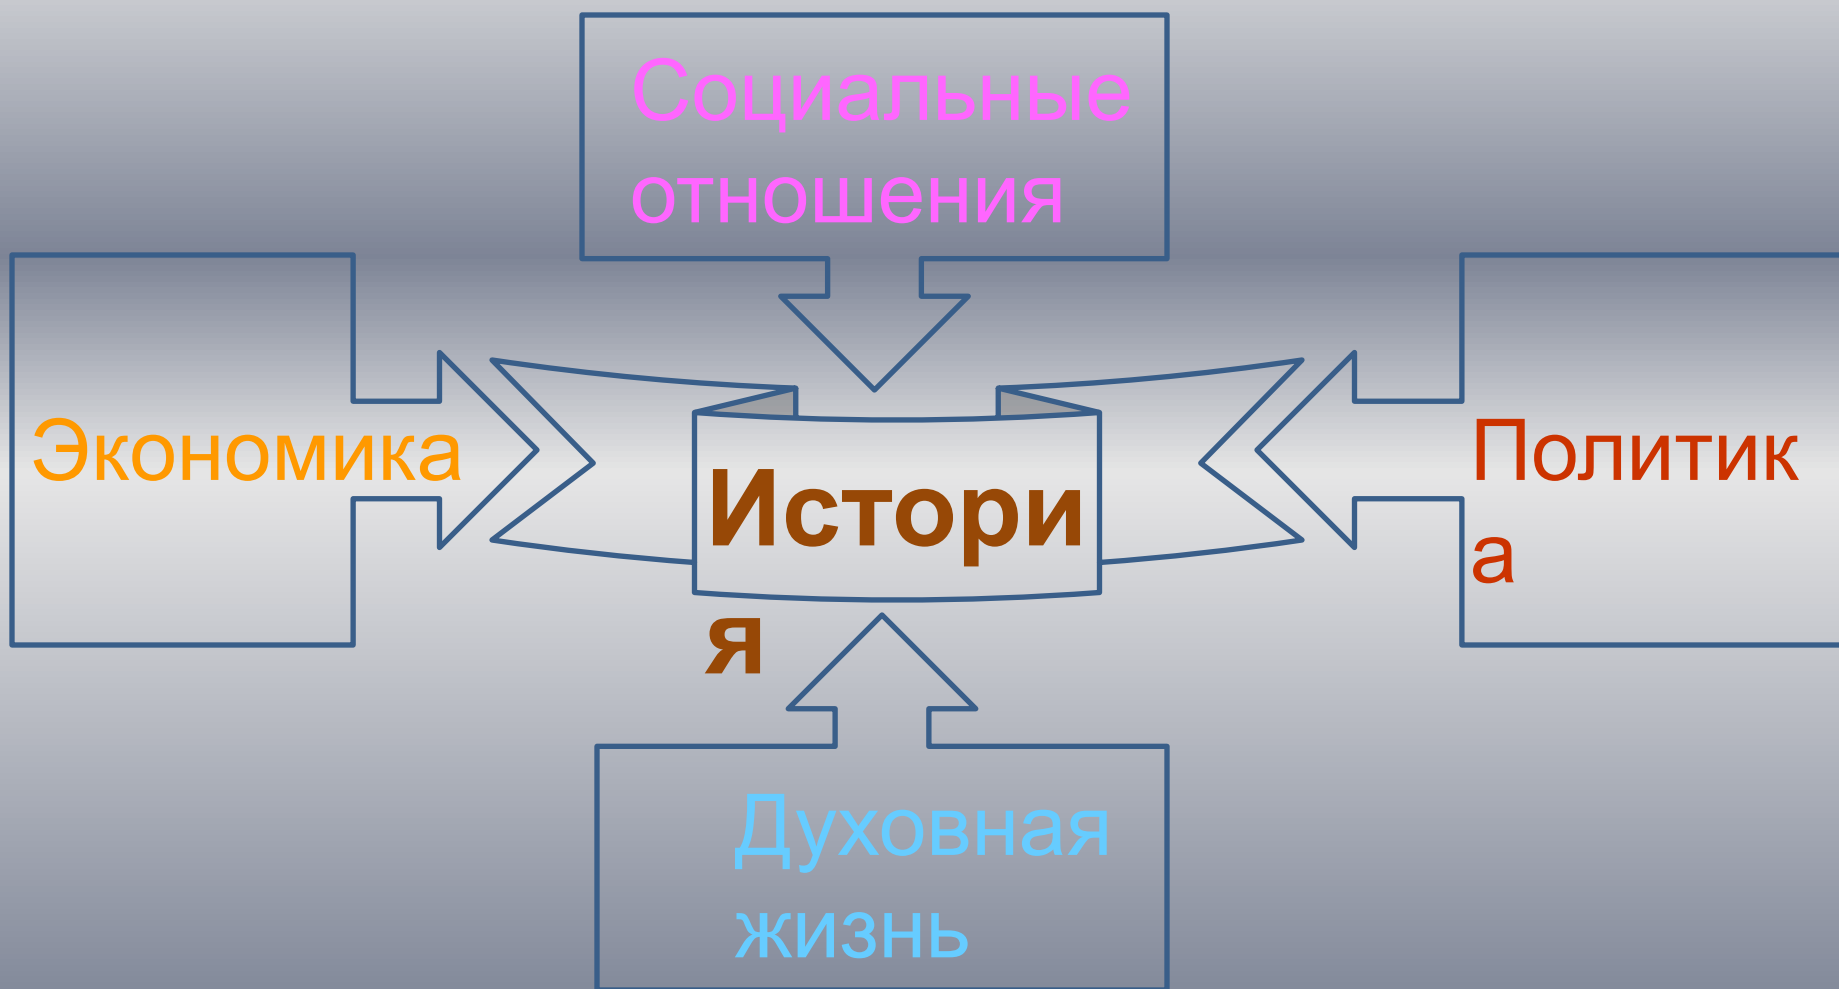 Социальные
отношения
Экономика
Истори
я
Политик
а
Духовная
жизнь